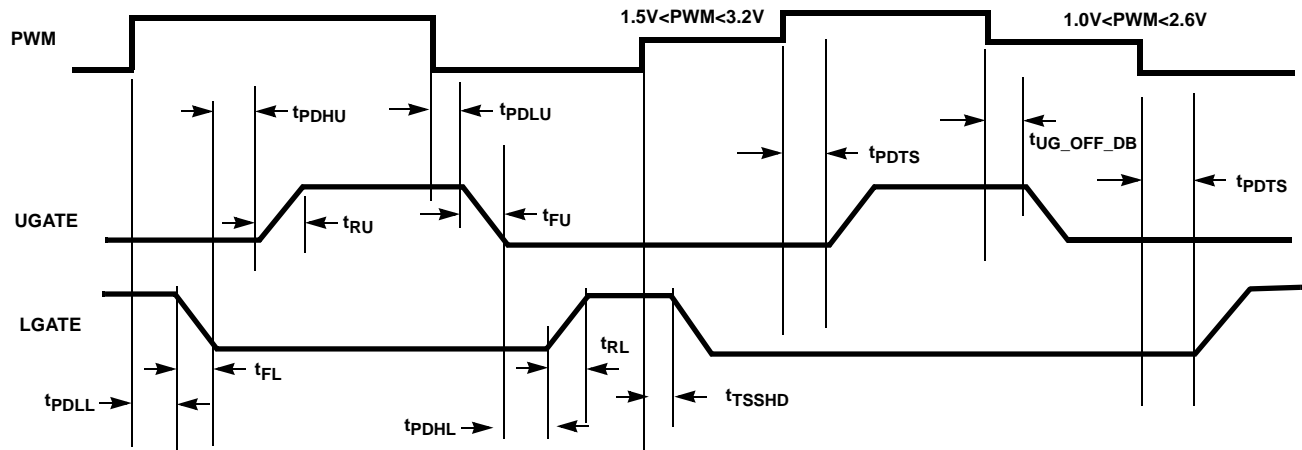 1.5V<PWM<3.2V
1.0V<PWM<2.6V
PWM
tPDHU
tPDLU
tUG_OFF_DB
tPDTS
tPDTS
UGATE
tRU
tFU
LGATE
tRL
tFL
tTSSHD
tPDLL
tPDHL